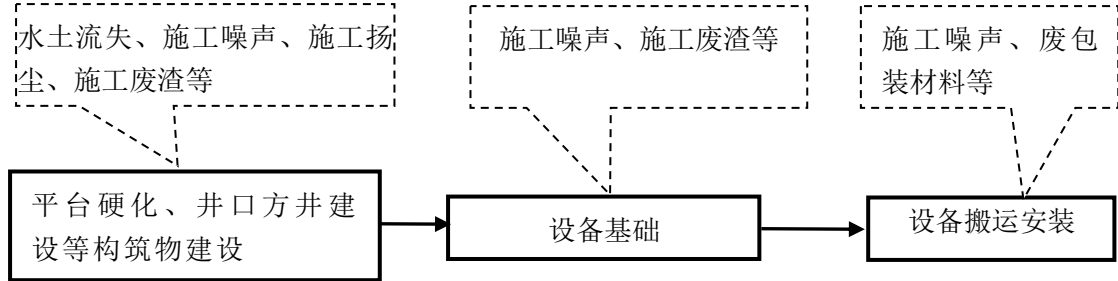 水土流失、施工噪声、施工扬
尘、施工废渣等
施工噪声、施工废渣等
施工噪声、废包
装材料等
平台硬化、井口方井建
设等构筑物建设
设备基础
设备搬运安装